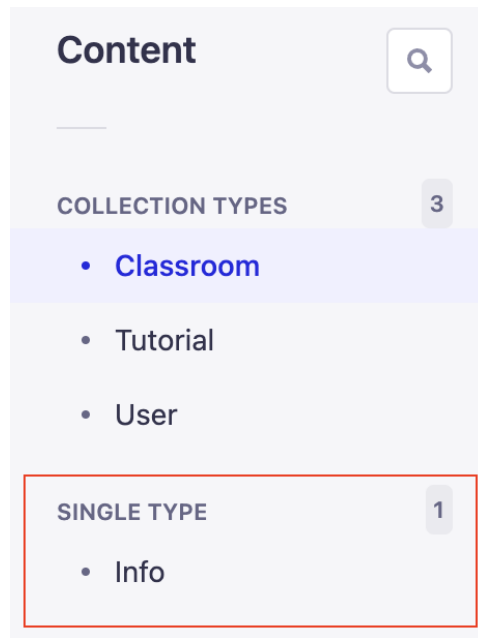 Content
COLLECTION TYPES 3
• Classroom
• Tutorial
• User
SINGLE TYPE 1
• Info